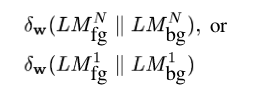 δ_w(LM^N_fg ∥ LM^N_bg), or
δ_w(LM^1_fg ∥ LM^1_bg)